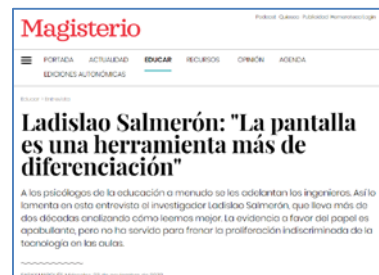 Podcast Quiosco Publicidad Hemeroteca Login
Magisterio
PORTADA ACTUALIDAD EDUCAR RECURSOS OPINIÓN AGENDA
EDICIONES AUTONÓMICAS
Educar / Entrevista
Ladislao Salmerón: "La pantalla
es una herramienta más de
diferenciación"
A los psicólogos de la educación a menudo se les adelantan los ingenieros. Así lo
lamenta en esta entrevista el investigador Ladislao Salmerón, que lleva más de
dos décadas analizando cómo leemos mejor. La evidencia a favor del papel es
apabullante, pero no ha servido para frenar la proliferación indiscriminada de la
tecnología en las aulas.